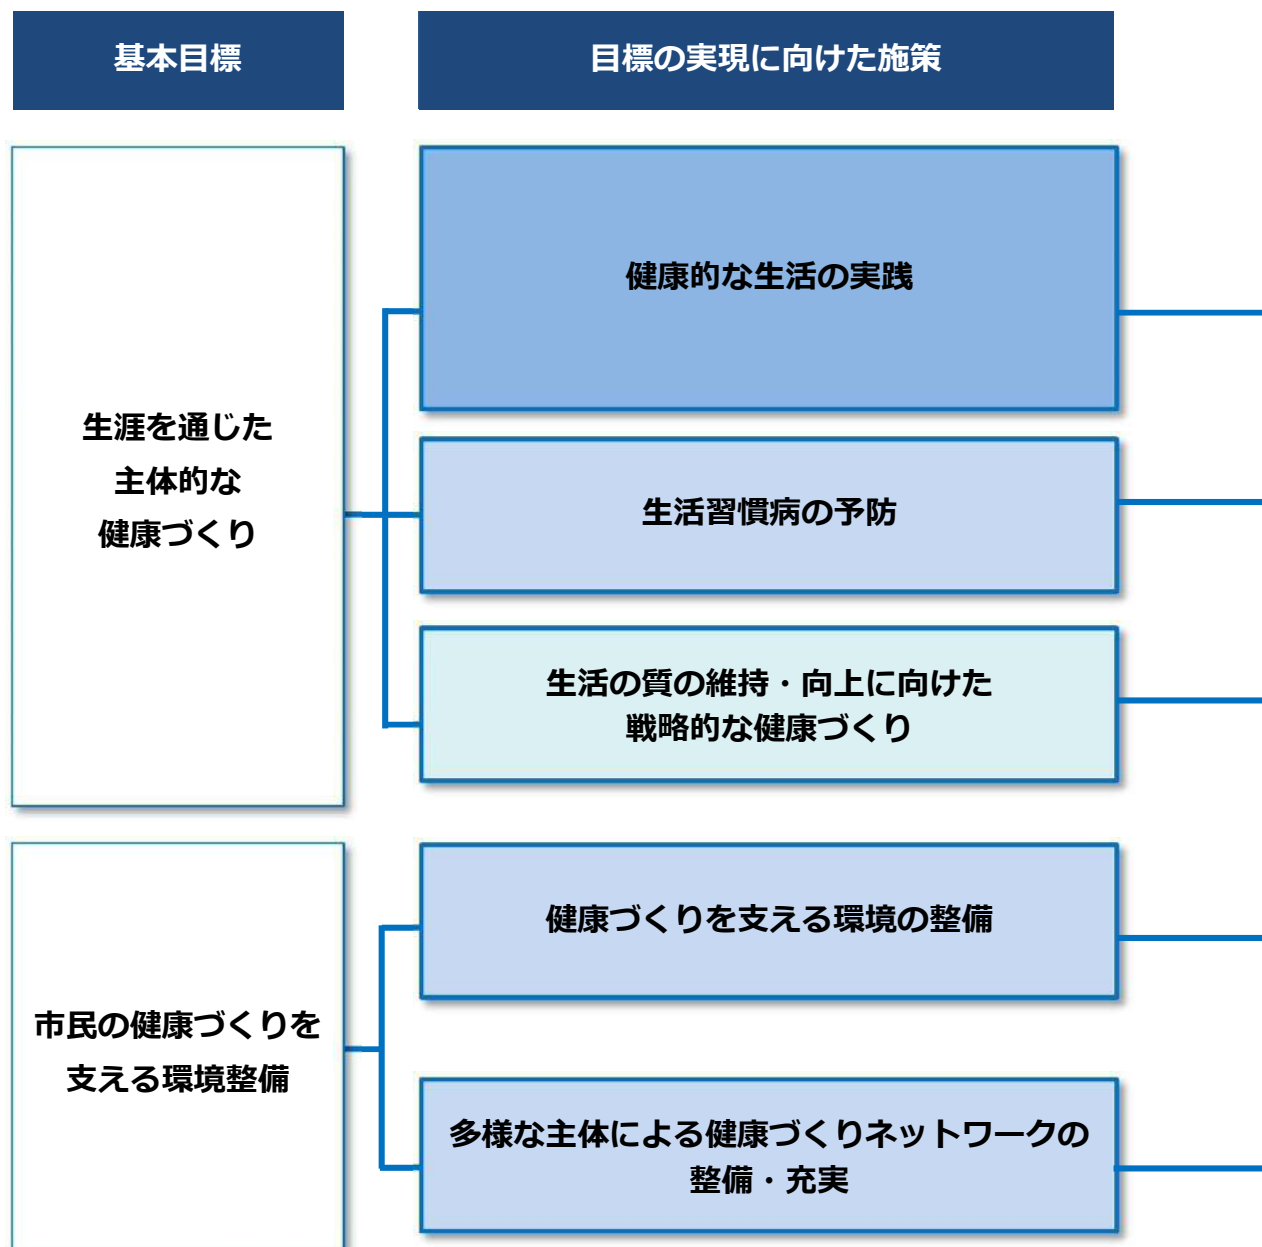 基本目標
目標の実現に向けた施策
生涯を通じた
主体的な
健康づくり
健康的な生活の実践
生活習慣病の予防
生活の質の維持・向上に向けた
戦略的な健康づくり
市民の健康づくりを
支える環境整備
健康づくりを支える環境の整備
多様な主体による健康づくりネットワークの
整備・充実